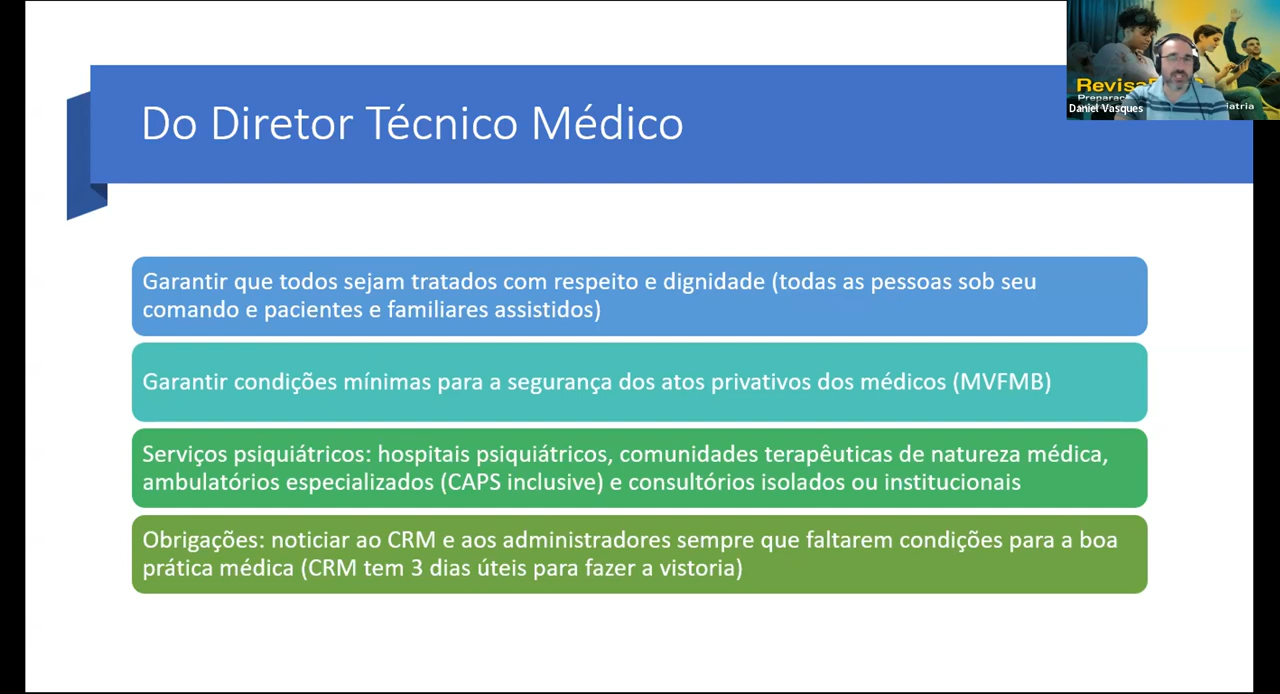 Do Diretor Técnico Médico
Daniel Vasques
Garantir que todos sejam tratados com respeito e dignidade (todas as pessoas sob seu
comando e pacientes e familiares assistidos)
Garantir condições mínimas para a segurança dos atos privativos dos médicos (MVFMB)
Serviços psiquiátricos: hospitais psiquiátricos, comunidades terapêuticas de natureza médica,
ambulatórios especializados (CAPS inclusive) e consultórios isolados ou institucionais
Obrigações: noticiar ao CRM e aos administradores sempre que faltarem condições para a boa
prática médica (CRM tem 3 dias úteis para fazer a vistoria)